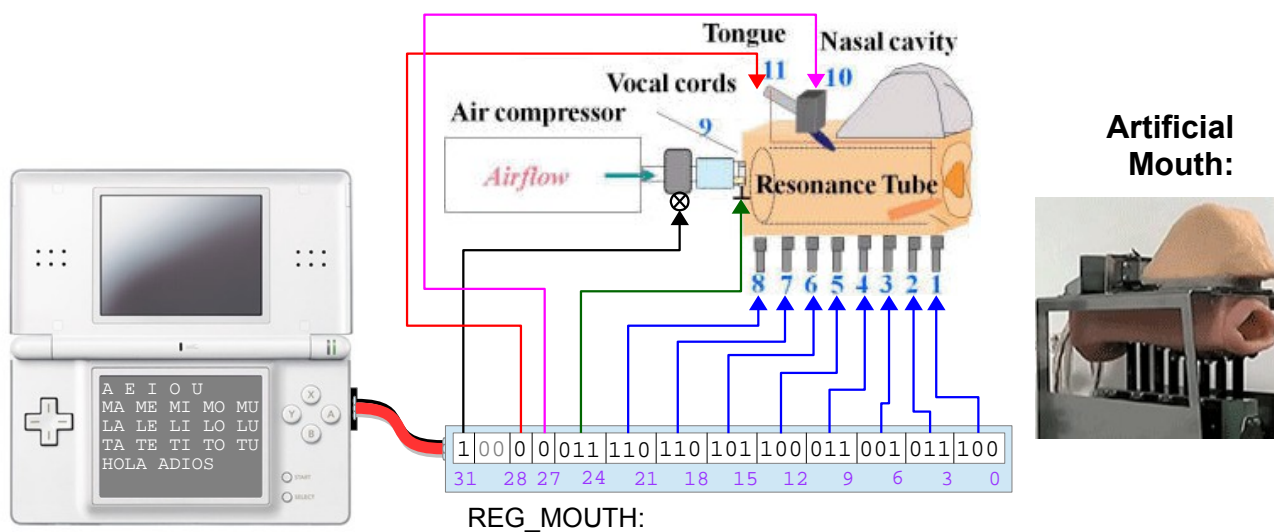 Tongue
Nasal cavity
11
10
Vocal cords
Air compressor
9
Airflow
Resonance Tube
8 7 6 5 4 3 2 1
Artificial
Mouth:
A E I O U
MA ME MI MO MU
LA LE LI LO LU
TA TE TI TO TU
HOLA ADIOS
X
Y A
B
START
SELECT
1 00 0 0 011 110 110 101 100 011 001 011 100
31 28 27 24 21 18 15 12 9 6 3 0
REG_MOUTH: